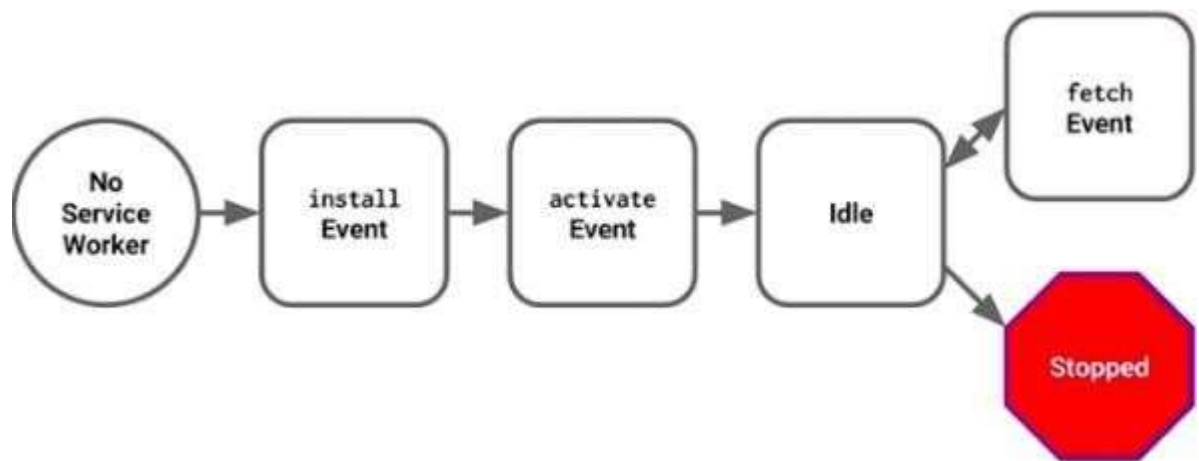 No
Service
Worker
install
Event
activate
Event
Idle
fetch
Event
Stopped